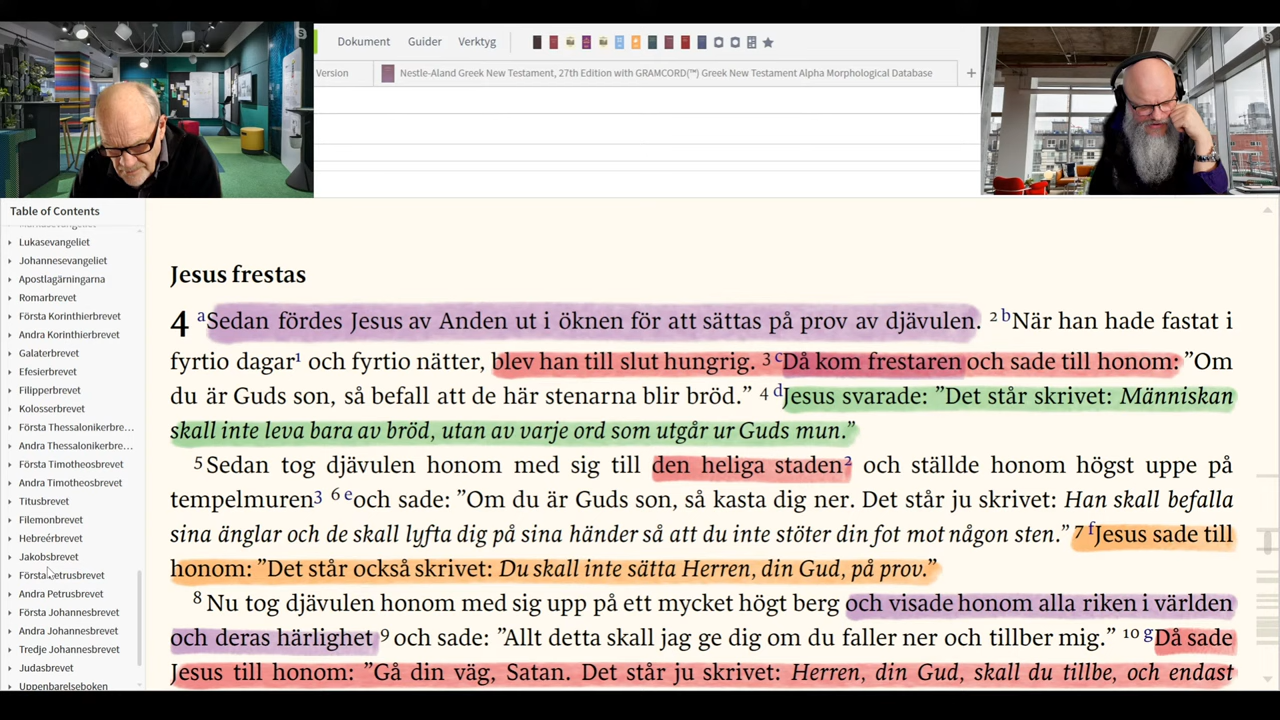 Dokument Guider Verktyg
Version
Nestle-Aland Greek New Testament, 27th Edition with GRAMCORD(™) Greek New Testament Alpha Morphological Database
Table of Contents
Markusevangeliet
Lukasevangeliet
Johannesevangeliet
Apostlagärningarna
Romarbrevet
Första Korinthierbrevet
Andra Korinthierbrevet
Galaterbrevet
Efesierbrevet
Filipperbrevet
Kolosserbrevet
Första Thessalonikerbre…
Andra Thessalonikerbre…
Första Timotheosbrevet
Andra Timotheosbrevet
Titusbrevet
Filemonbrevet
Hebreérbrevet
Jakobsbrevet
Första Petrusbrevet
Andra Petrusbrevet
Första Johannesbrevet
Andra Johannesbrevet
Tredje Johannesbrevet
Judasbrevet
Uppenbarelseboken
Jesus frestas
4 aSedan fördes Jesus av Anden ut i öknen för att sättas på prov av djävulen. 2 bNär han hade fastat i
fyrtio dagar1 och fyrtio nätter, blev han till slut hungrig. 3 cDå kom frestaren och sade till honom: ”Om
du är Guds son, så befall att de här stenarna blir bröd.” 4 dJesus svarade: ”Det står skrivet: Människan
skall inte leva bara av bröd, utan av varje ord som utgår ur Guds mun.”
5 Sedan tog djävulen honom med sig till den heliga staden2 och ställde honom högst uppe på
tempelmuren3 6 eoch sade: ”Om du är Guds son, så kasta dig ner. Det står ju skrivet: Han skall befalla
sina änglar och de skall lyfta dig på sina händer så att du inte stöter din fot mot någon sten.” 7 fJesus sade till
honom: ”Det står också skrivet: Du skall inte sätta Herren, din Gud, på prov.”
8 Nu tog djävulen honom med sig upp på ett mycket högt berg och visade honom alla riken i världen
och deras härlighet 9 och sade: ”Allt detta skall jag ge dig om du faller ner och tillber mig.” 10 gDå sade
Jesus till honom: ”Gå din väg, Satan. Det står ju skrivet: Herren, din Gud, skall du tillbe, och endast